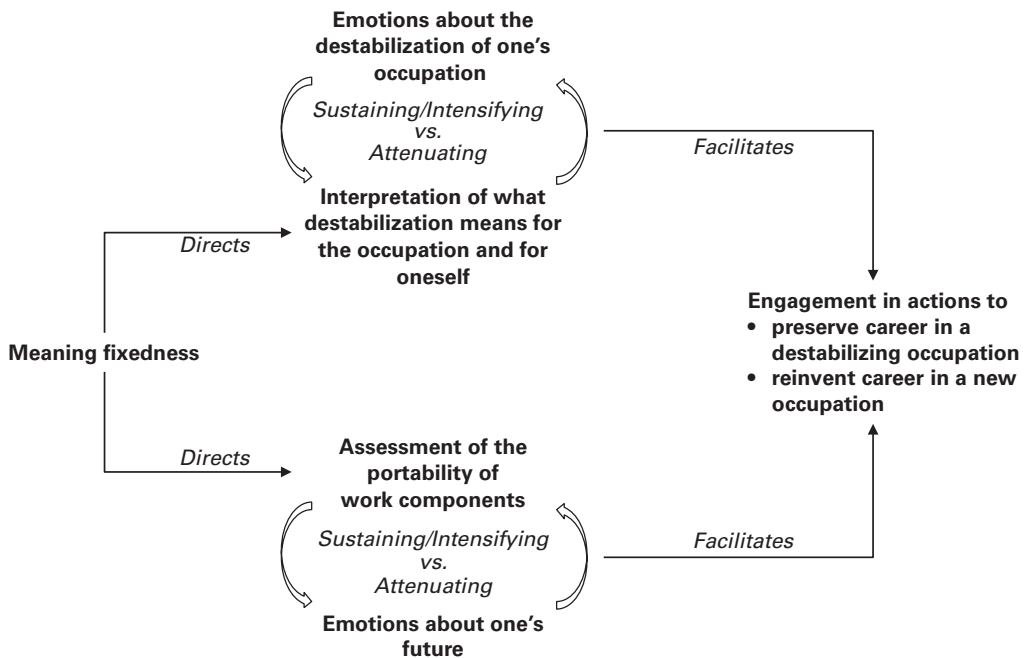 Emotions about the
destabilization of one's
occupation
Sustaining/Intensifying
vs.
Attenuating
Facilitates
Interpretation of what
destabilization means for
the occupation and for
oneself
Directs
Engagement in actions to
• preserve career in a
destabilizing occupation
• reinvent career in a new
occupation
Meaning fixedness
Assessment of the
portability of
work components
Directs
Sustaining/Intensifying
vs.
Attenuating
Facilitates
Emotions about one's
future